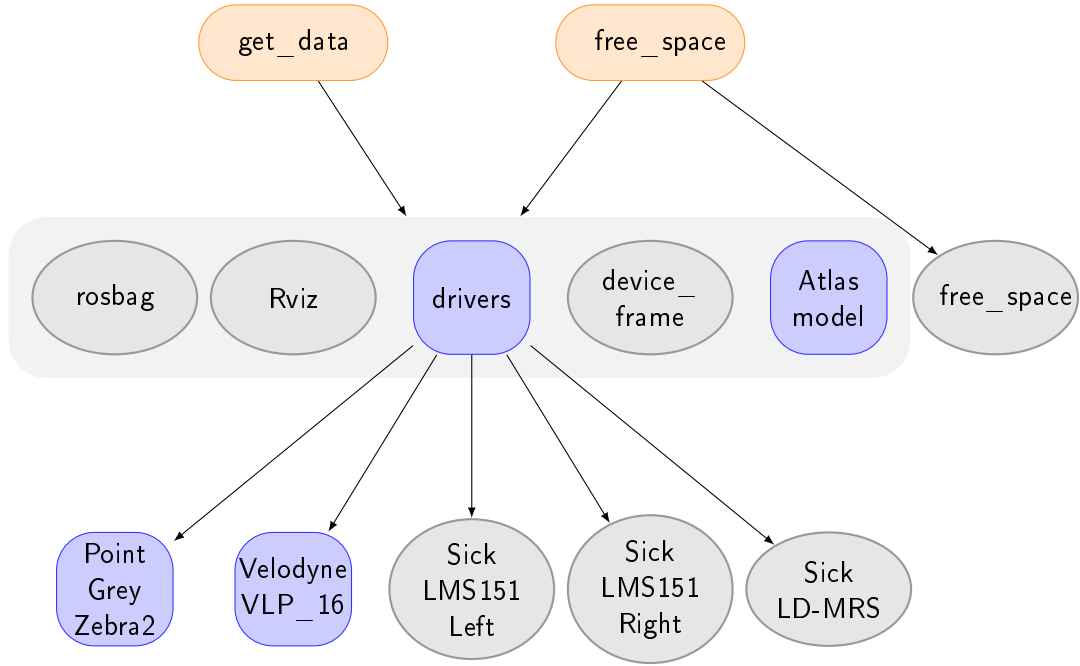 get_data
free_space
rosbag
Rviz
drivers
device_
frame
Atlas
model
free_space
Point
Grey
Zebra2
Velodyne
VLP_16
Sick
LMS151
Left
Sick
LMS151
Right
Sick
LD-MRS